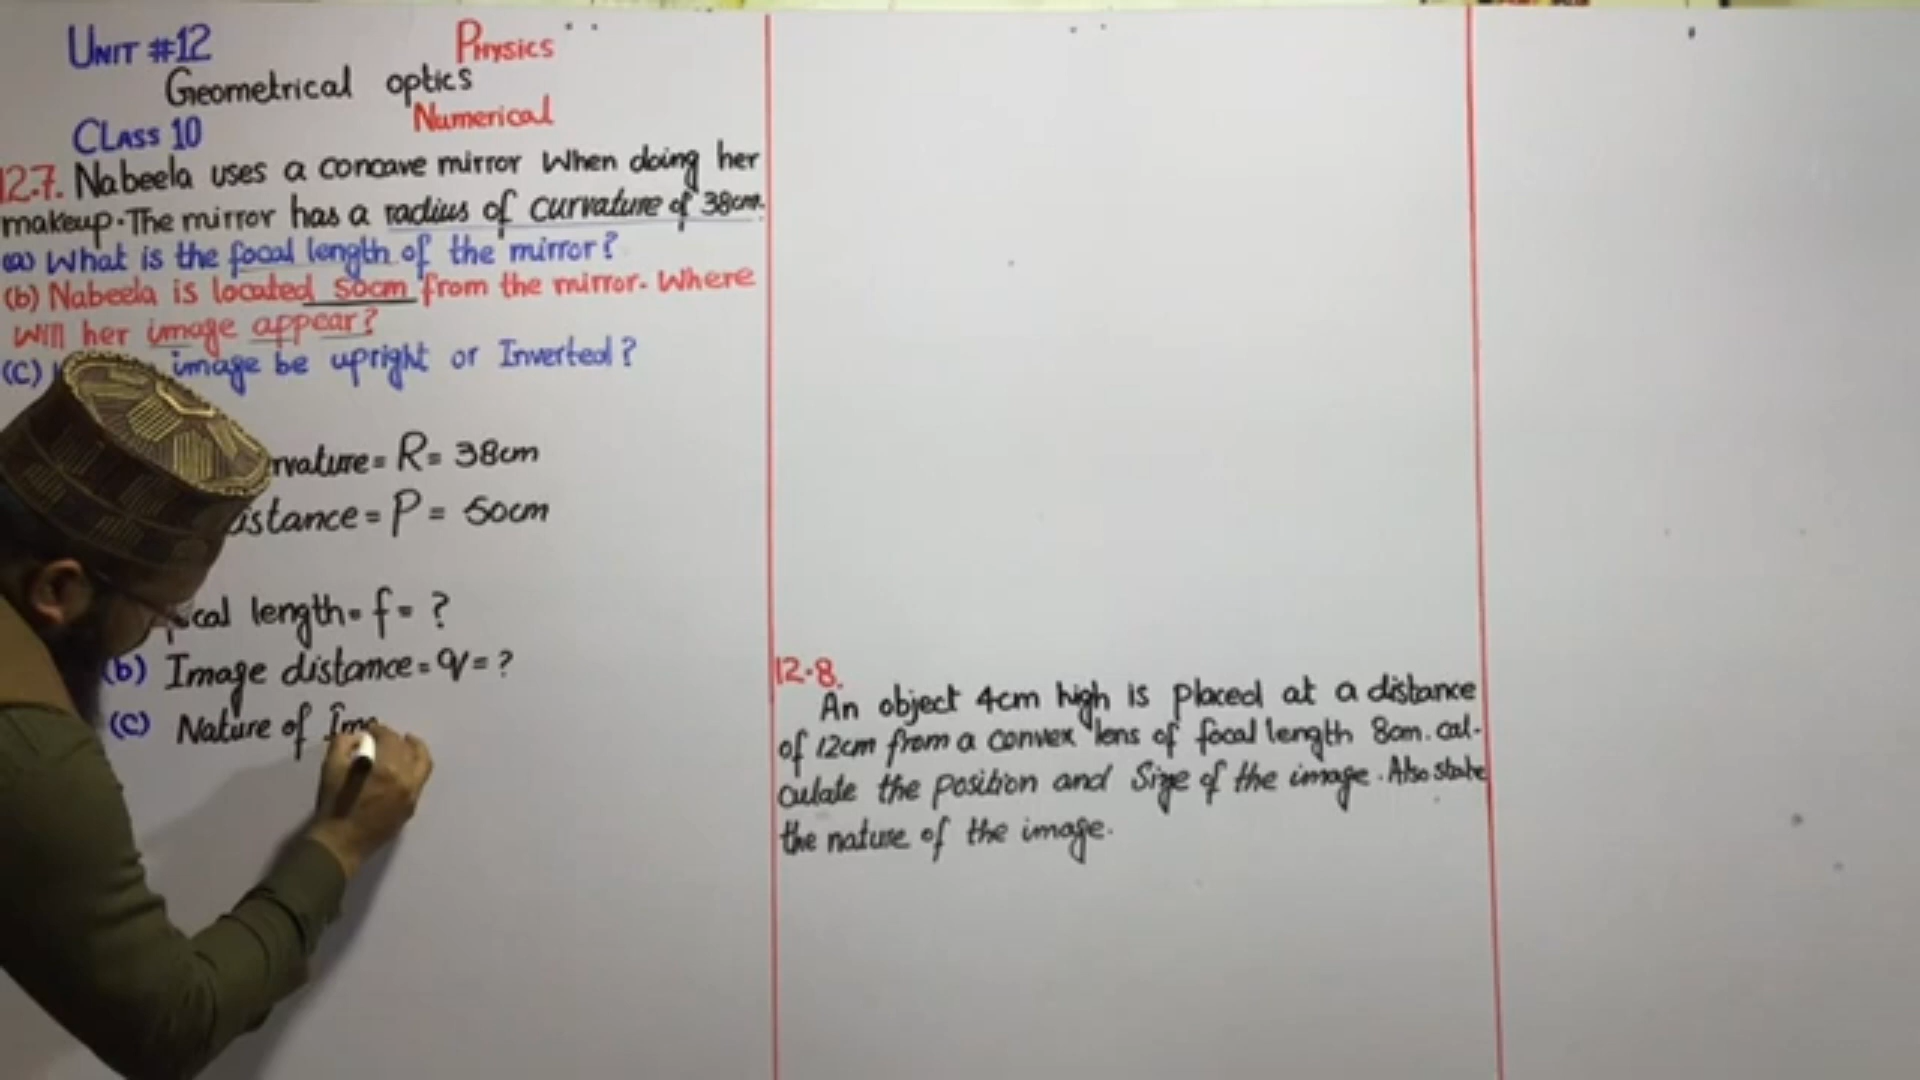 UNIT #12
Physics
Geometrical optics
Numerical
CLASS 10
12.7. Nabeela uses a concave mirror When doing her
makeup. The mirror has a radius of curvature of 38cm.
(a) What is the focal length of the mirror?
(b) Nabeela is located 50cm from the mirror. Where
Will her image appear?
(C) image be upright or Inverted?
rvature = R = 38cm
istance = P = 50cm
cal length = f = ?
(b) Image distance = q = ?
(C) Nature of Ima
12.8.
An object 4cm high is placed at a distance
of 12cm from a convex lens of focal length 8cm. cal-
culate the position and Size of the image. Also state
the nature of the image.